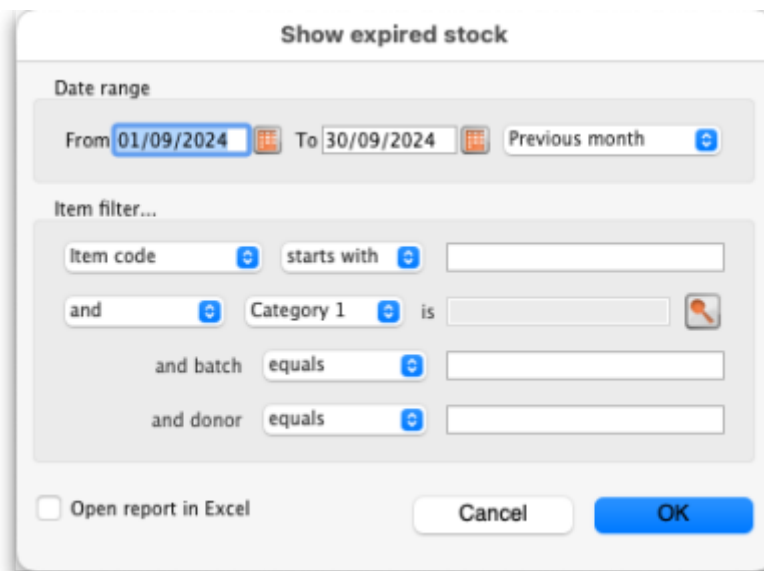 Show expired stock
Date range
From 01/09/2024 To 30/09/2024 Previous month
Item filter...
Item code starts with
and Category 1 is
and batch equals
and donor equals
Open report in Excel Cancel OK